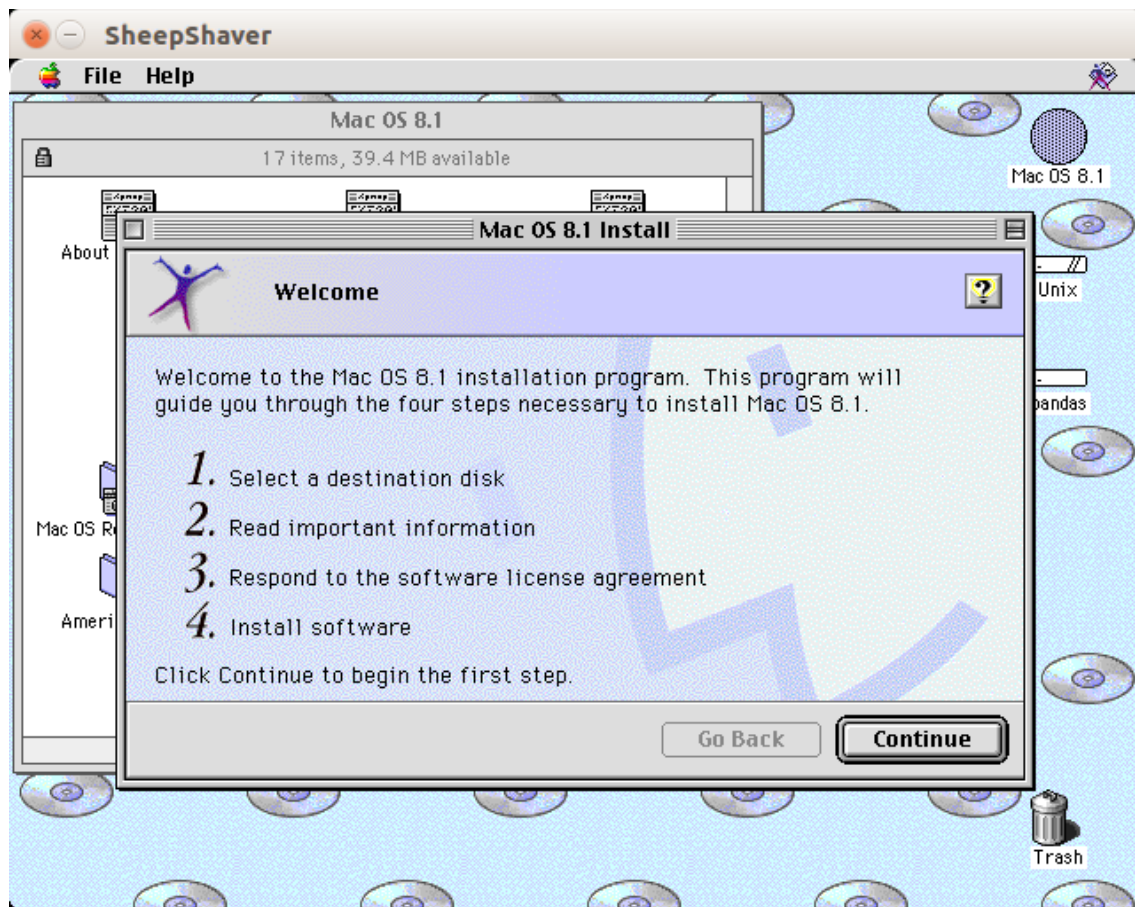 SheepShaver
File Help
Mac OS 8.1
17 items, 39.4 MB available
Mac OS 8.1
About
Mac OS 8.1 Install
Unix
Welcome
Welcome to the Mac OS 8.1 installation program. This program will
guide you through the four steps necessary to install Mac OS 8.1.
1. Select a destination disk
2. Read important information
3. Respond to the software license agreement
4. Install software
Click Continue to begin the first step.
Mac OS R
Ameri
Go Back Continue
Trash